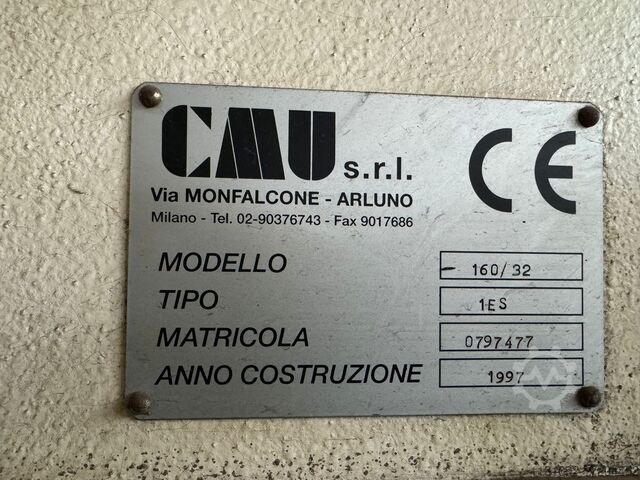 CMU s.r.l.
CE
Via MONFALCONE - ARLUNO
Milano - Tel. 02-90376743 - Fax 9017686
MODELLO 160/32
TIPO 1ES
MATRICOLA 0797477
ANNO COSTRUZIONE 1997